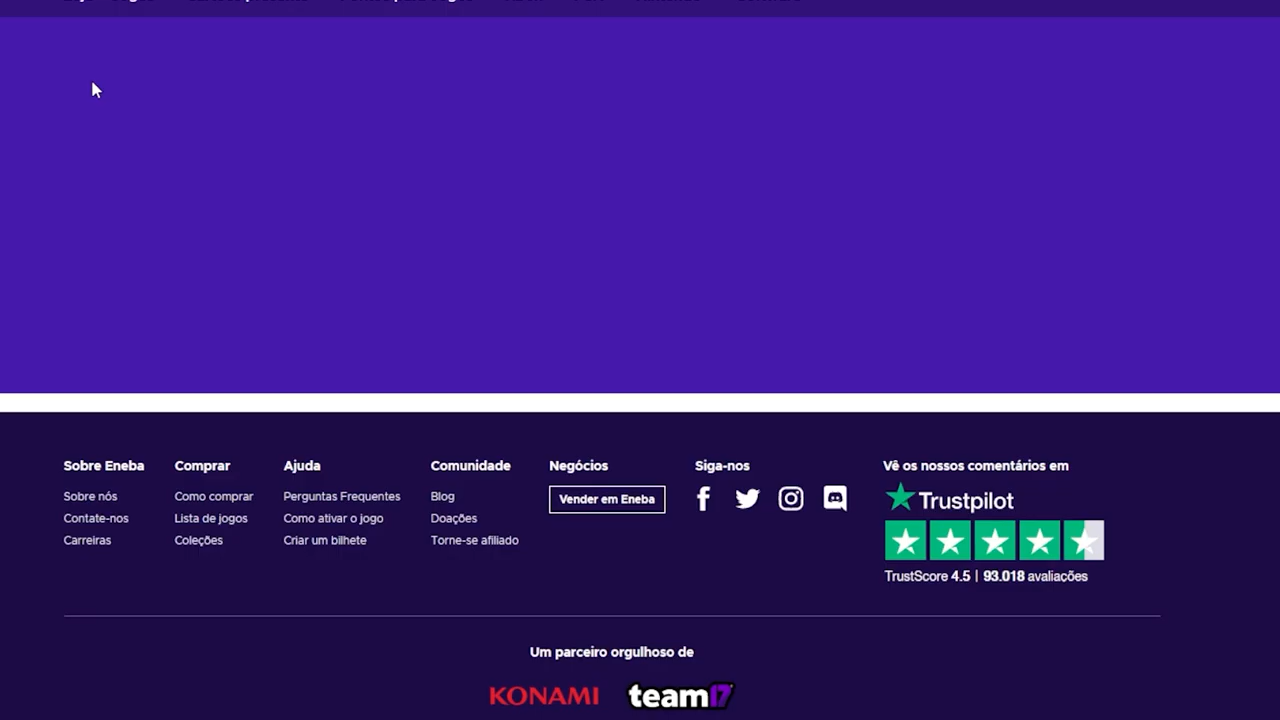 Sobre Eneba
Sobre nós
Contate-nos
Carreiras
Comprar
Como comprar
Lista de jogos
Coleções
Ajuda
Perguntas Frequentes
Como ativar o jogo
Criar um bilhete
Comunidade
Blog
Doações
Torne-se afiliado
Negócios
Vender em Eneba
Siga-nos
Vê os nossos comentários em
Trustpilot
TrustScore 4.5 | 93.018 avaliações
Um parceiro orgulhoso de
KONAMI team17